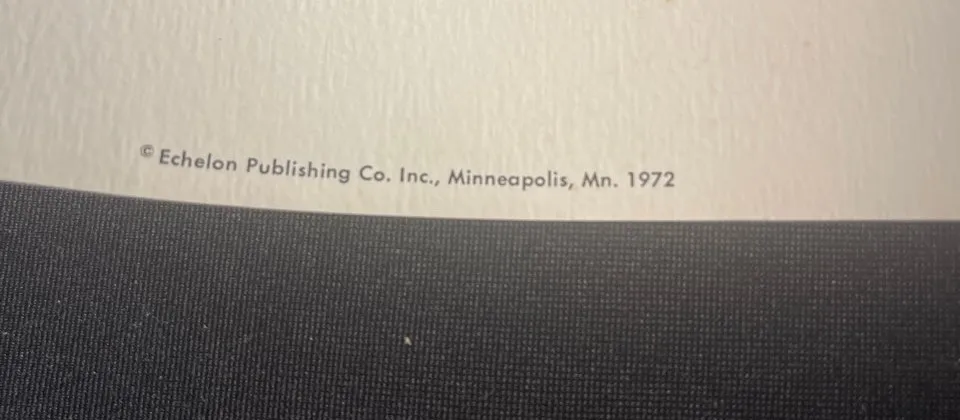 © Echelon Publishing Co. Inc., Minneapolis, Mn. 1972